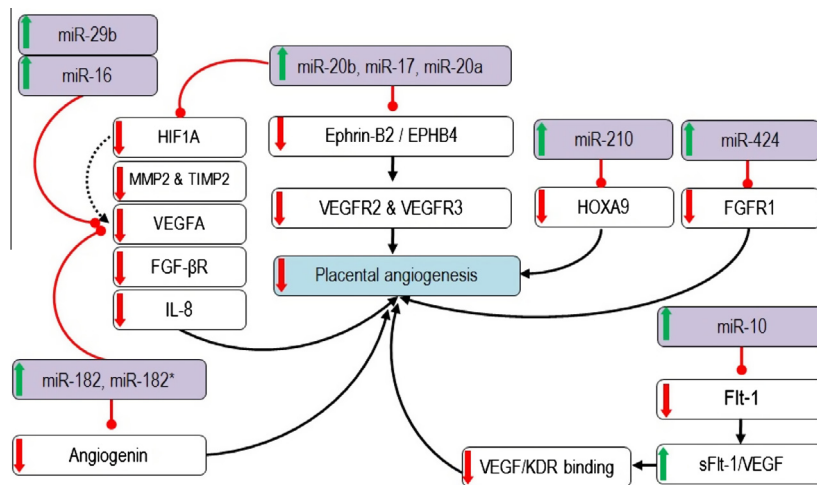 miR-29b
miR-16
miR-20b, miR-17, miR-20a
HIF1A
MMP2 & TIMP2
VEGFA
FGF-βR
IL-8
Ephrin-B2 / EPHB4
VEGFR2 & VEGFR3
Placental angiogenesis
miR-210
HOXA9
miR-424
FGFR1
miR-10
Flt-1
sFlt-1/VEGF
VEGF/KDR binding
miR-182, miR-182*
Angiogenin